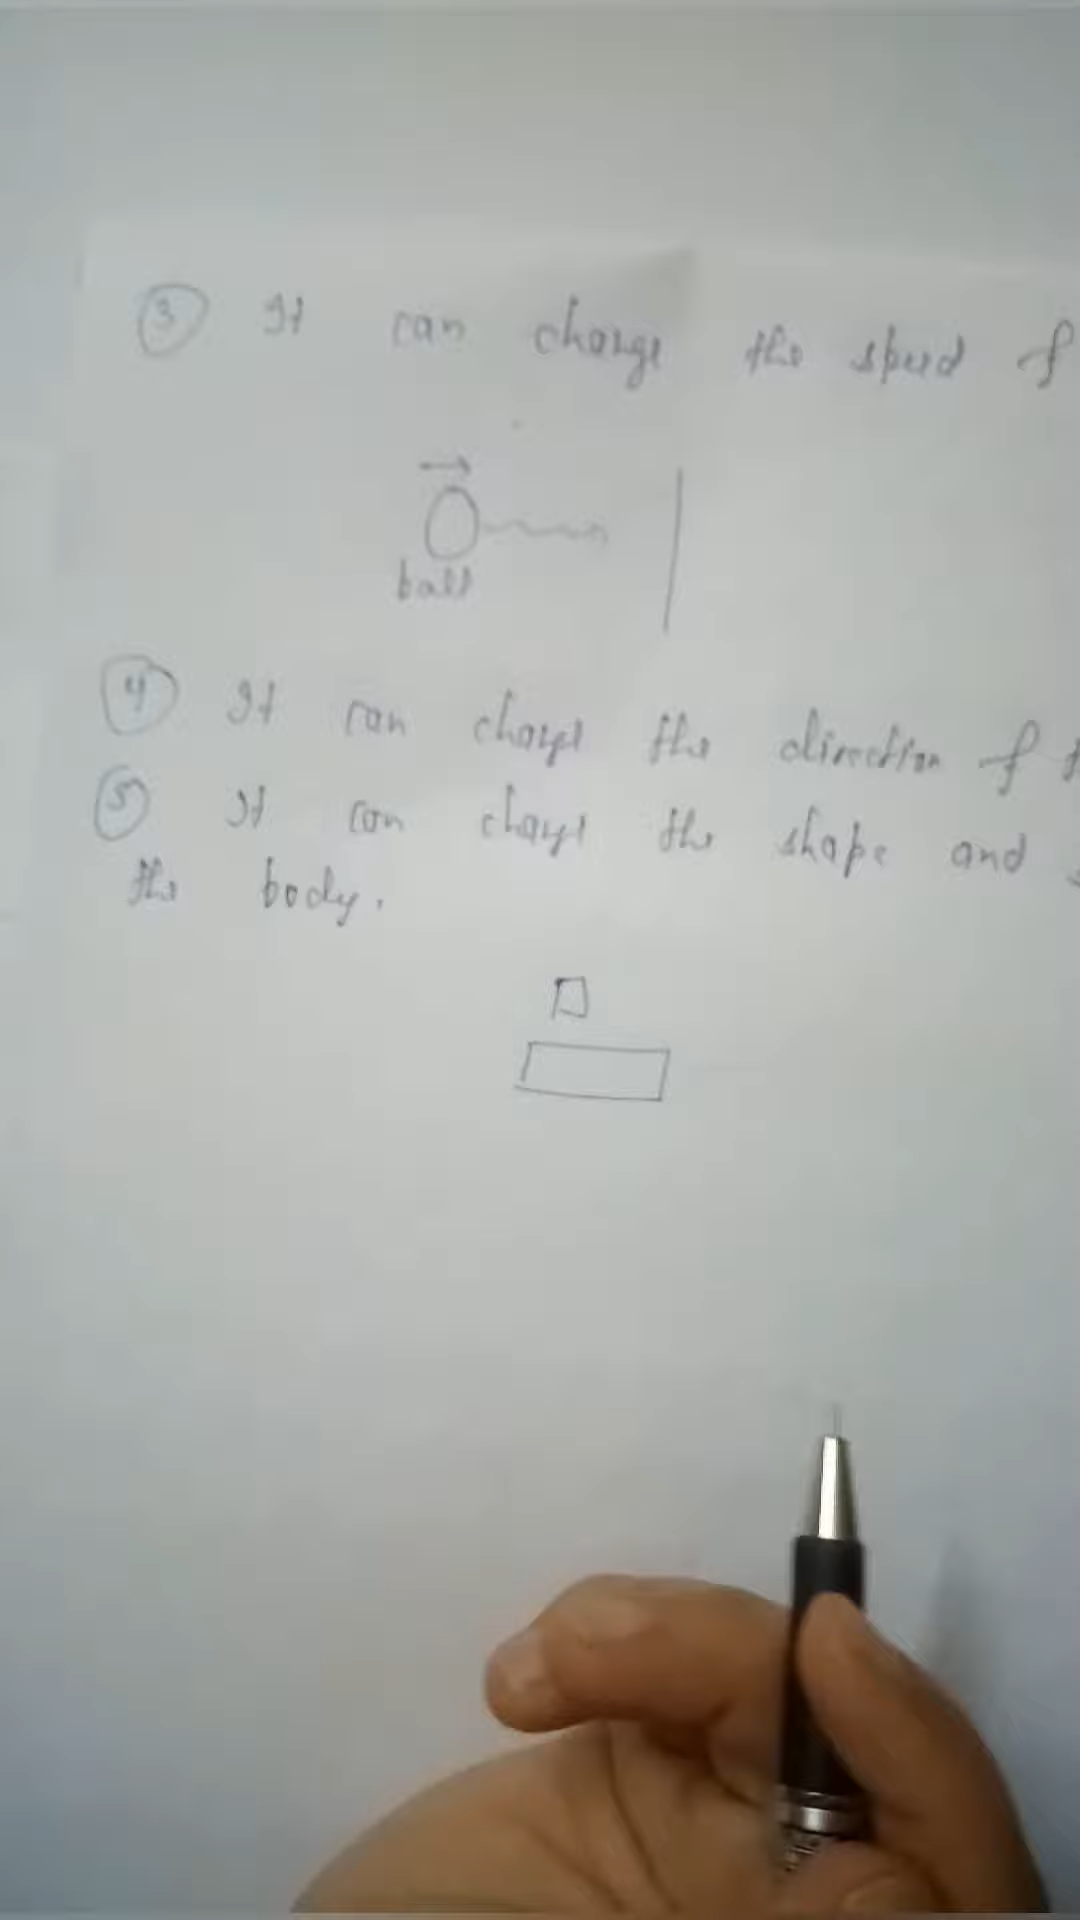 3 It can change the speed of
ball
4 It can change the direction of
5 It can change the shape and
the body.